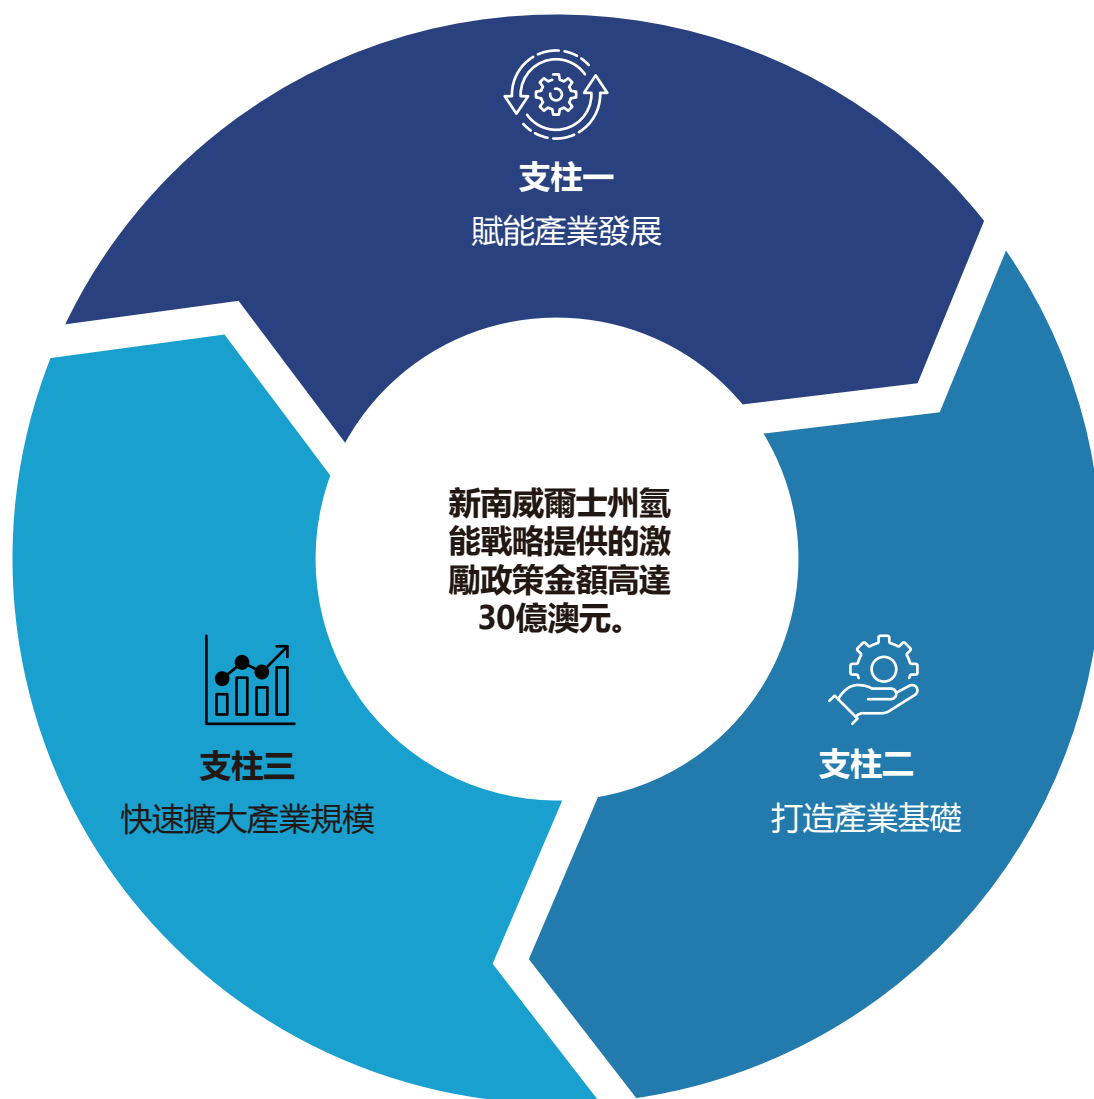 支柱一
賦能產業發展
新南威爾士州氫
能戰略提供的激
勵政策金額高達
30億澳元。
支柱二
打造產業基礎
支柱三
快速擴大產業規模